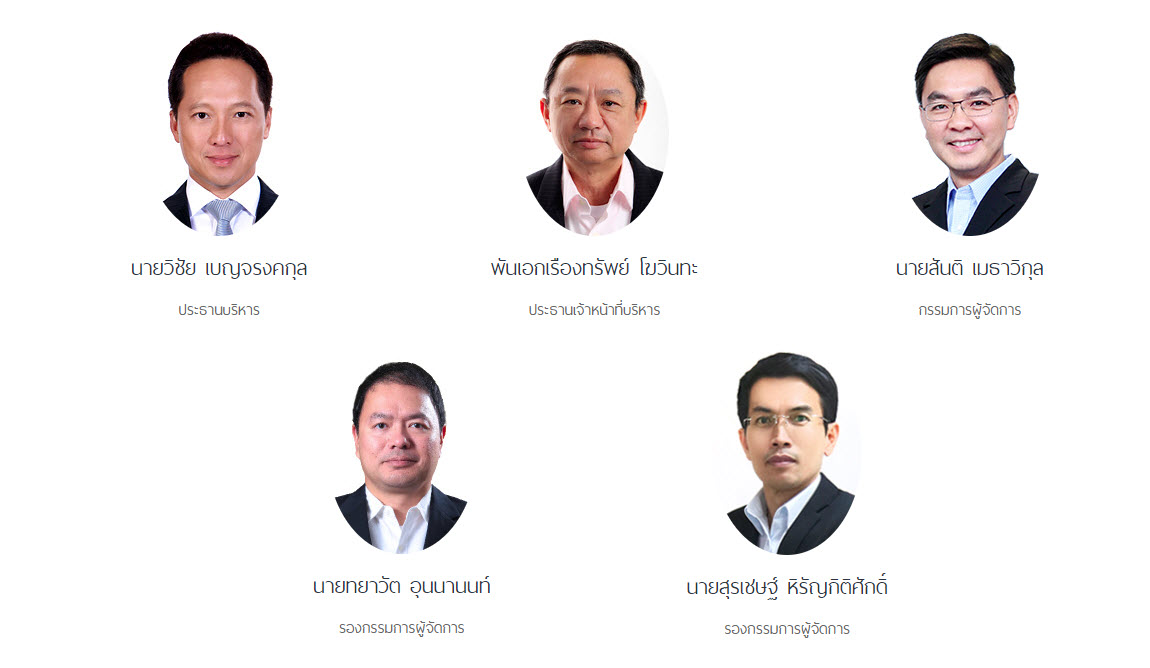 นายวิชัย เบญจรงคกุล
พันเอกเรืองทรัพย์ โฆวินทะ
นายสันติ เมธาวิกุล
ประธานบริหาร
ประธานเจ้าหน้าที่บริหาร
กรรมการผู้จัดการ
นายทยาวัต อุนนานนท์
นายสุรเชษฐ์ หิรัญกิติศักดิ์
รองกรรมการผู้จัดการ
รองกรรมการผู้จัดการ